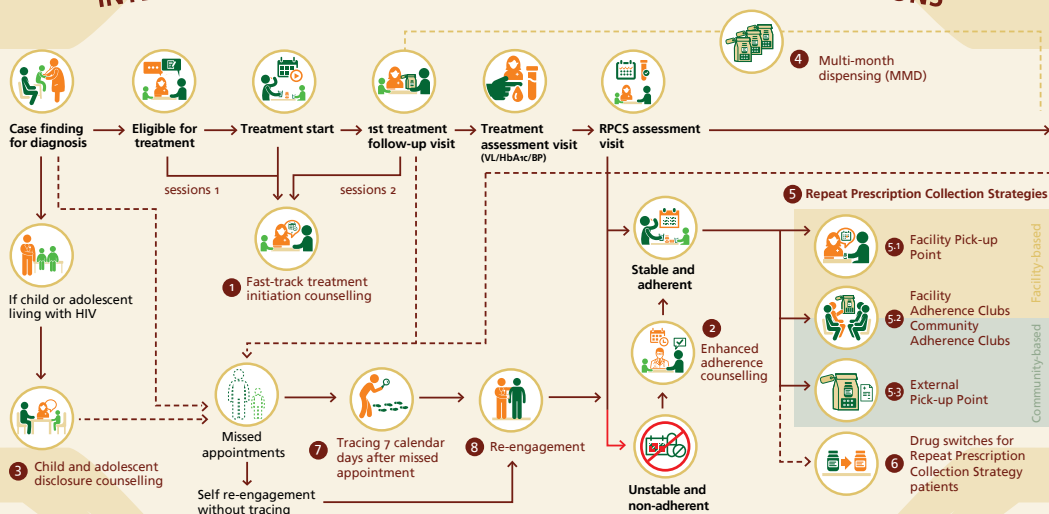 4
Multi-month
dispensing (MMD)
Case finding
for diagnosis
Eligible for
treatment
Treatment start
1st treatment
follow-up visit
Treatment
assessment visit
(VL/HbA1c/BP)
RPCS assessment
visit
sessions 1
sessions 2
5 Repeat Prescription Collection Strategies
1 Fast-track treatment
initiation counselling
If child or adolescent
living with HIV
Stable and
adherent
2
Enhanced
adherence
counselling
5.1 Facility Pick-up
Point
Facility-based
5.2 Facility
Adherence Clubs
Community
Adherence Clubs
5.3 External
Pick-up Point
Community-based
3 Child and adolescent
disclosure counselling
Missed
appointments
7 Tracing 7 calendar
days after missed
appointment
8 Re-engagement
Self re-engagement
without tracing
Unstable and
non-adherent
6 Drug switches for
Repeat Prescription
Collection Strategy
patients